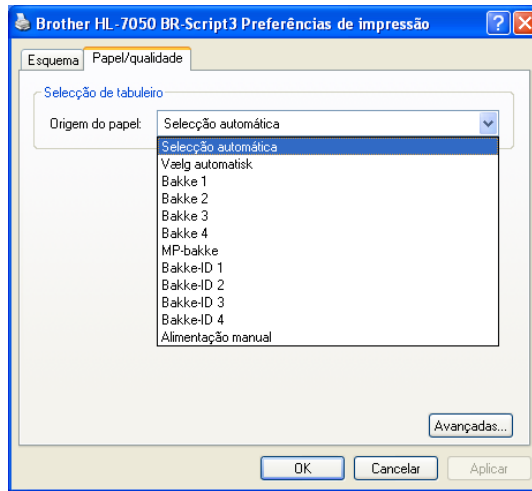 Brother HL-7050 BR-Script3 Preferências de impressão
Esquema Papel/qualidade
Selecção de tabuleiro
Origem do papel: Selecção automática
Selecção automática
Vælg automatisk
Bakke 1
Bakke 2
Bakke 3
Bakke 4
MP-bakke
Bakke-ID 1
Bakke-ID 2
Bakke-ID 3
Bakke-ID 4
Alimentação manual
Avançadas...
OK Cancelar Aplicar